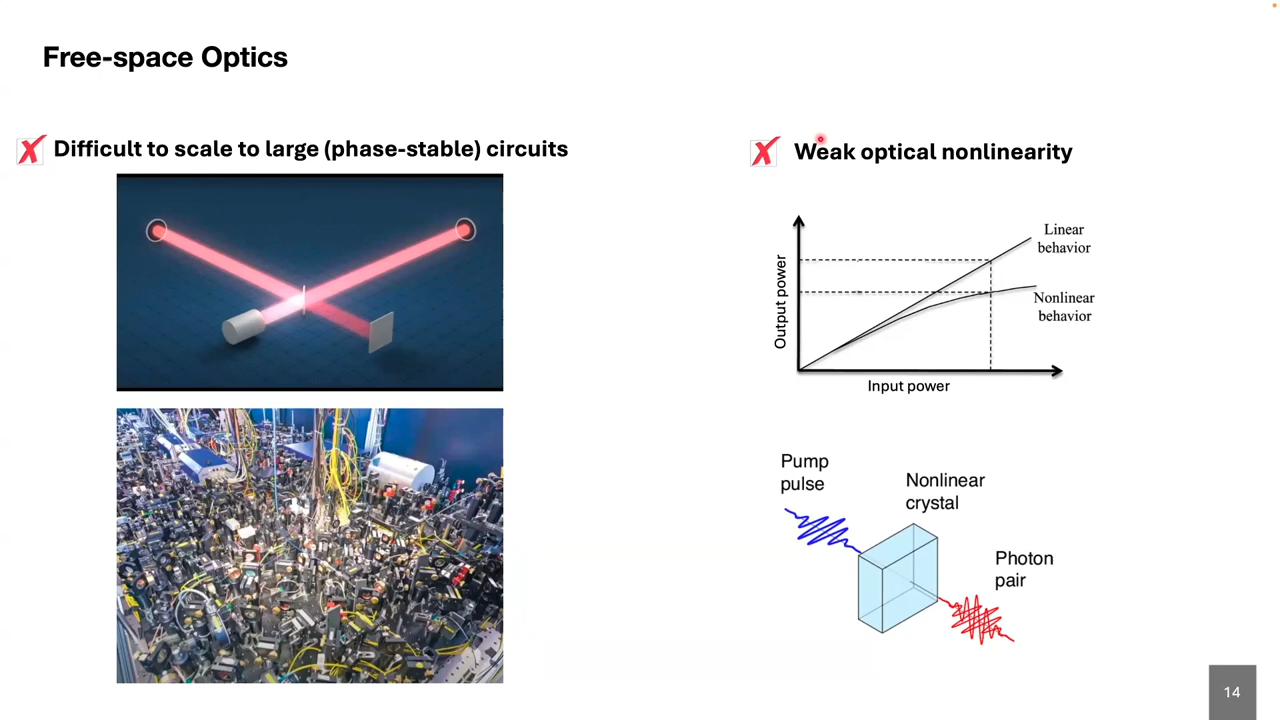 Free-space Optics
Difficult to scale to large (phase-stable) circuits
Weak optical nonlinearity
Output power
Linear
behavior
Nonlinear
behavior
Input power
Pump
pulse
Nonlinear
crystal
Photon
pair
14